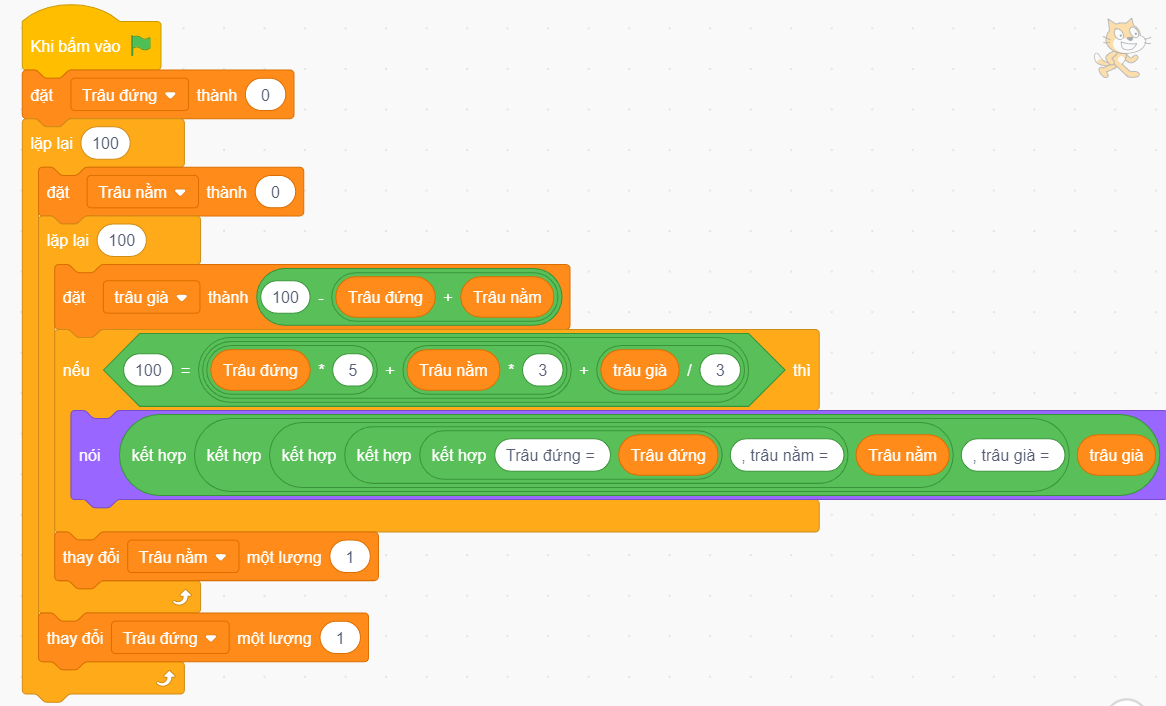 Khi bấm vào
đặt Trâu đứng thành 0
lặp lại 100
đặt Trâu nằm thành 0
lặp lại 100
đặt trâu già thành 100 - Trâu đứng + Trâu nằm
nếu 100 = Trâu đứng * 5 + Trâu nằm * 3 + trâu già / 3 thì
nói kết hợp kết hợp kết hợp kết hợp kết hợp Trâu đứng = Trâu đứng , trâu nằm = Trâu nằm , trâu già = trâu già
thay đổi Trâu nằm một lượng 1
thay đổi Trâu đứng một lượng 1